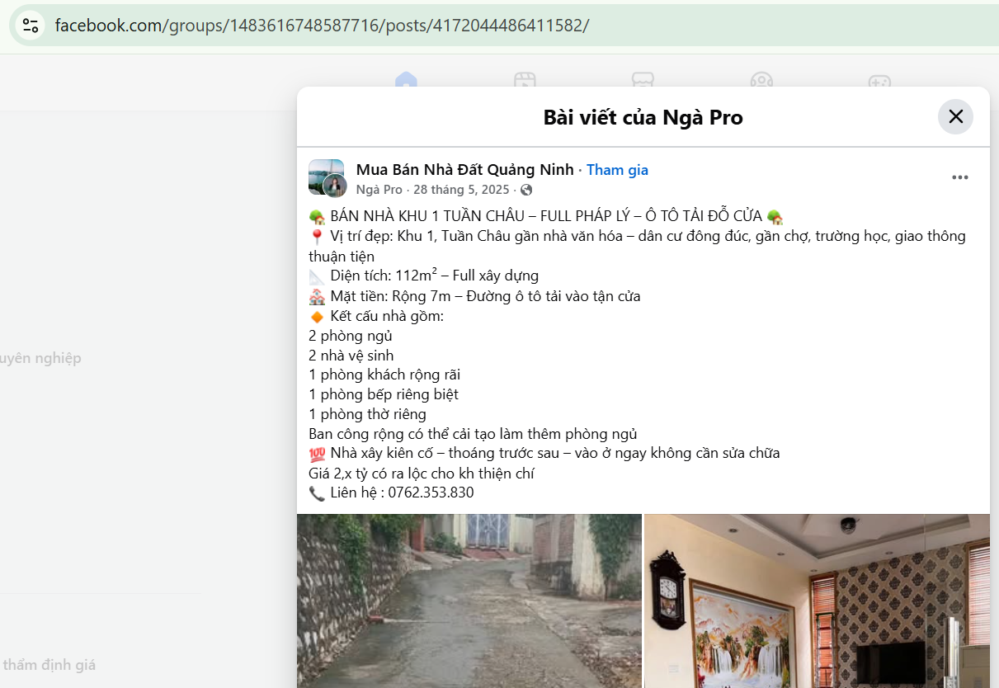 facebook.com/groups/1483616748587716/posts/4172044486411582/
Bài viết của Ngà Pro
Mua Bán Nhà Đất Quảng Ninh · Tham gia
Ngà Pro · 28 tháng 5, 2025 ·
🏡 BÁN NHÀ KHU 1 TUẦN CHÂU – FULL PHÁP LÝ – Ô TÔ TẢI ĐỖ CỬA 🏡
📍 Vị trí đẹp: Khu 1, Tuần Châu gần nhà văn hóa – dân cư đông đúc, gần chợ, trường học, giao thông
thuận tiện
📐 Diện tích: 112m² – Full xây dựng
🏘️ Mặt tiền: Rộng 7m – Đường ô tô tải vào tận cửa
🔸 Kết cấu nhà gồm:
2 phòng ngủ
2 nhà vệ sinh
1 phòng khách rộng rãi
1 phòng bếp riêng biệt
1 phòng thờ riêng
Ban công rộng có thể cải tạo làm thêm phòng ngủ
💯 Nhà xây kiên cố – thoáng trước sau – vào ở ngay không cần sửa chữa
Giá 2,x tỷ có ra lộc cho kh thiện chí
📞 Liên hệ : 0762.353.830
uyên nghiệp
thẩm định giá